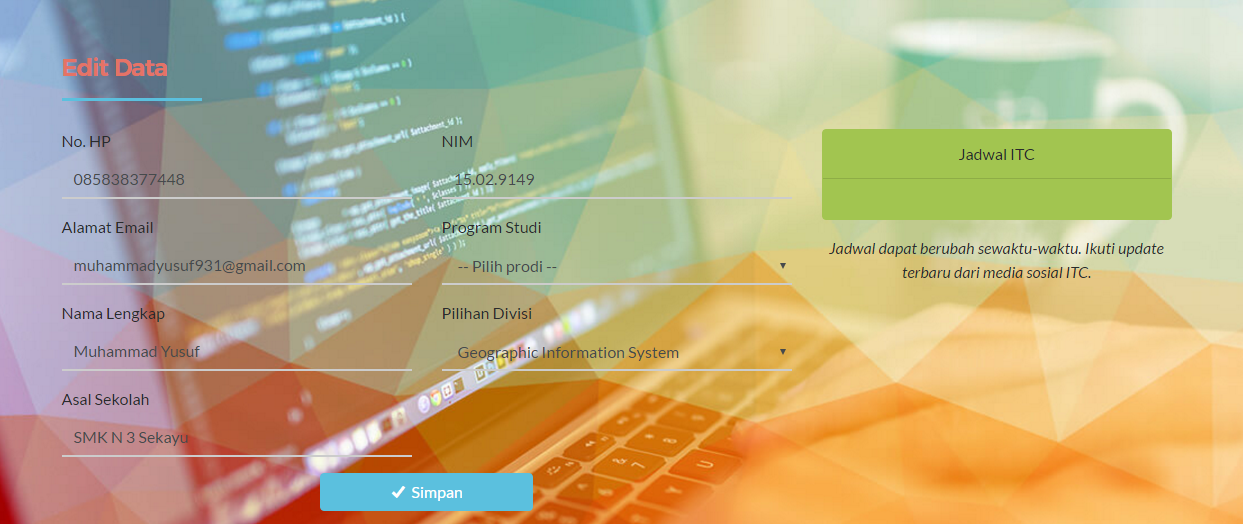 Edit Data
No. HP
085838377448
Alamat Email
muhammadyusuf931@gmail.com
Nama Lengkap
Muhammad Yusuf
Asal Sekolah
SMK N 3 Sekayu
NIM
15.02.9149
Program Studi
-- Pilih prodi --
Pilihan Divisi
Geographic Information System
Simpan
Jadwal ITC
Jadwal dapat berubah sewaktu-waktu. Ikuti update
terbaru dari media sosial ITC.